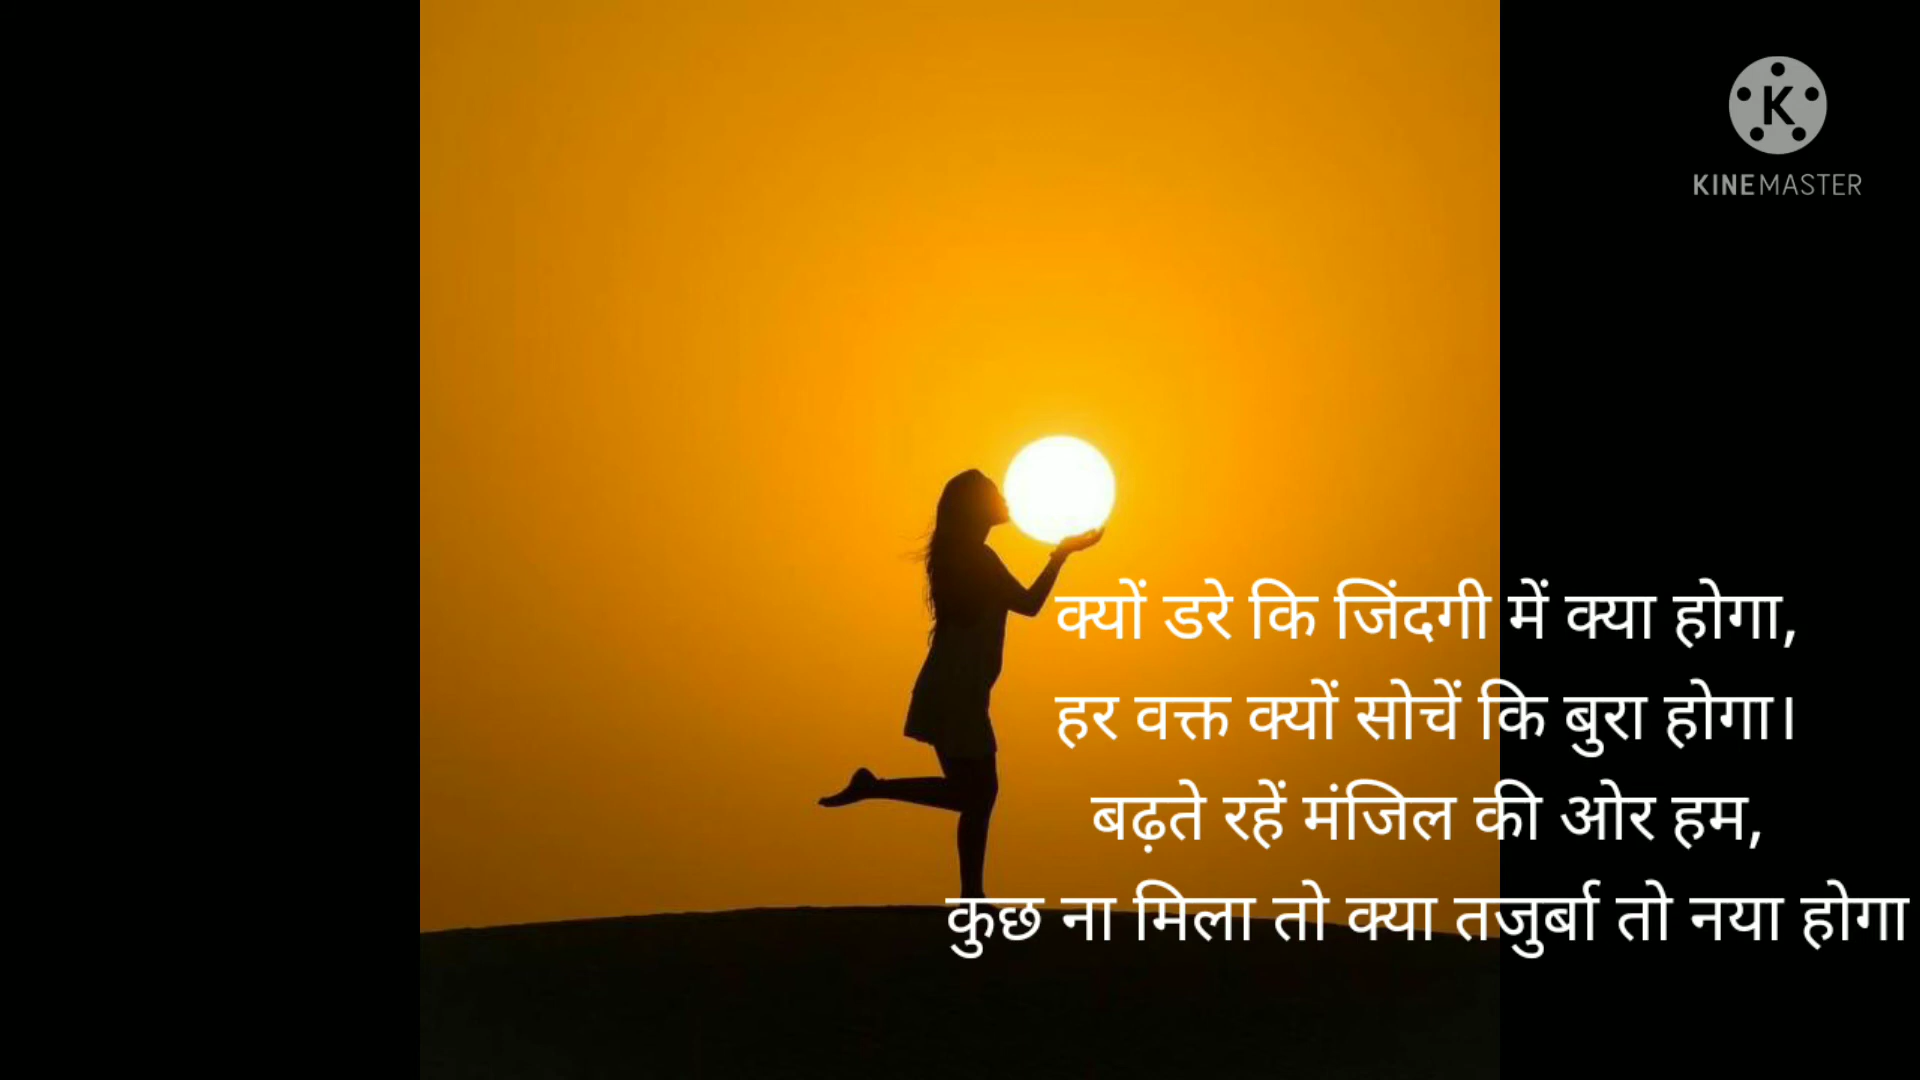 KINEMASTER
क्यों डरे कि जिंदगी में क्या होगा,
हर वक्त क्यों सोचें कि बुरा होगा।
बढ़ते रहें मंजिल की ओर हम,
कुछ ना मिला तो क्या तजुर्बा तो नया होगा